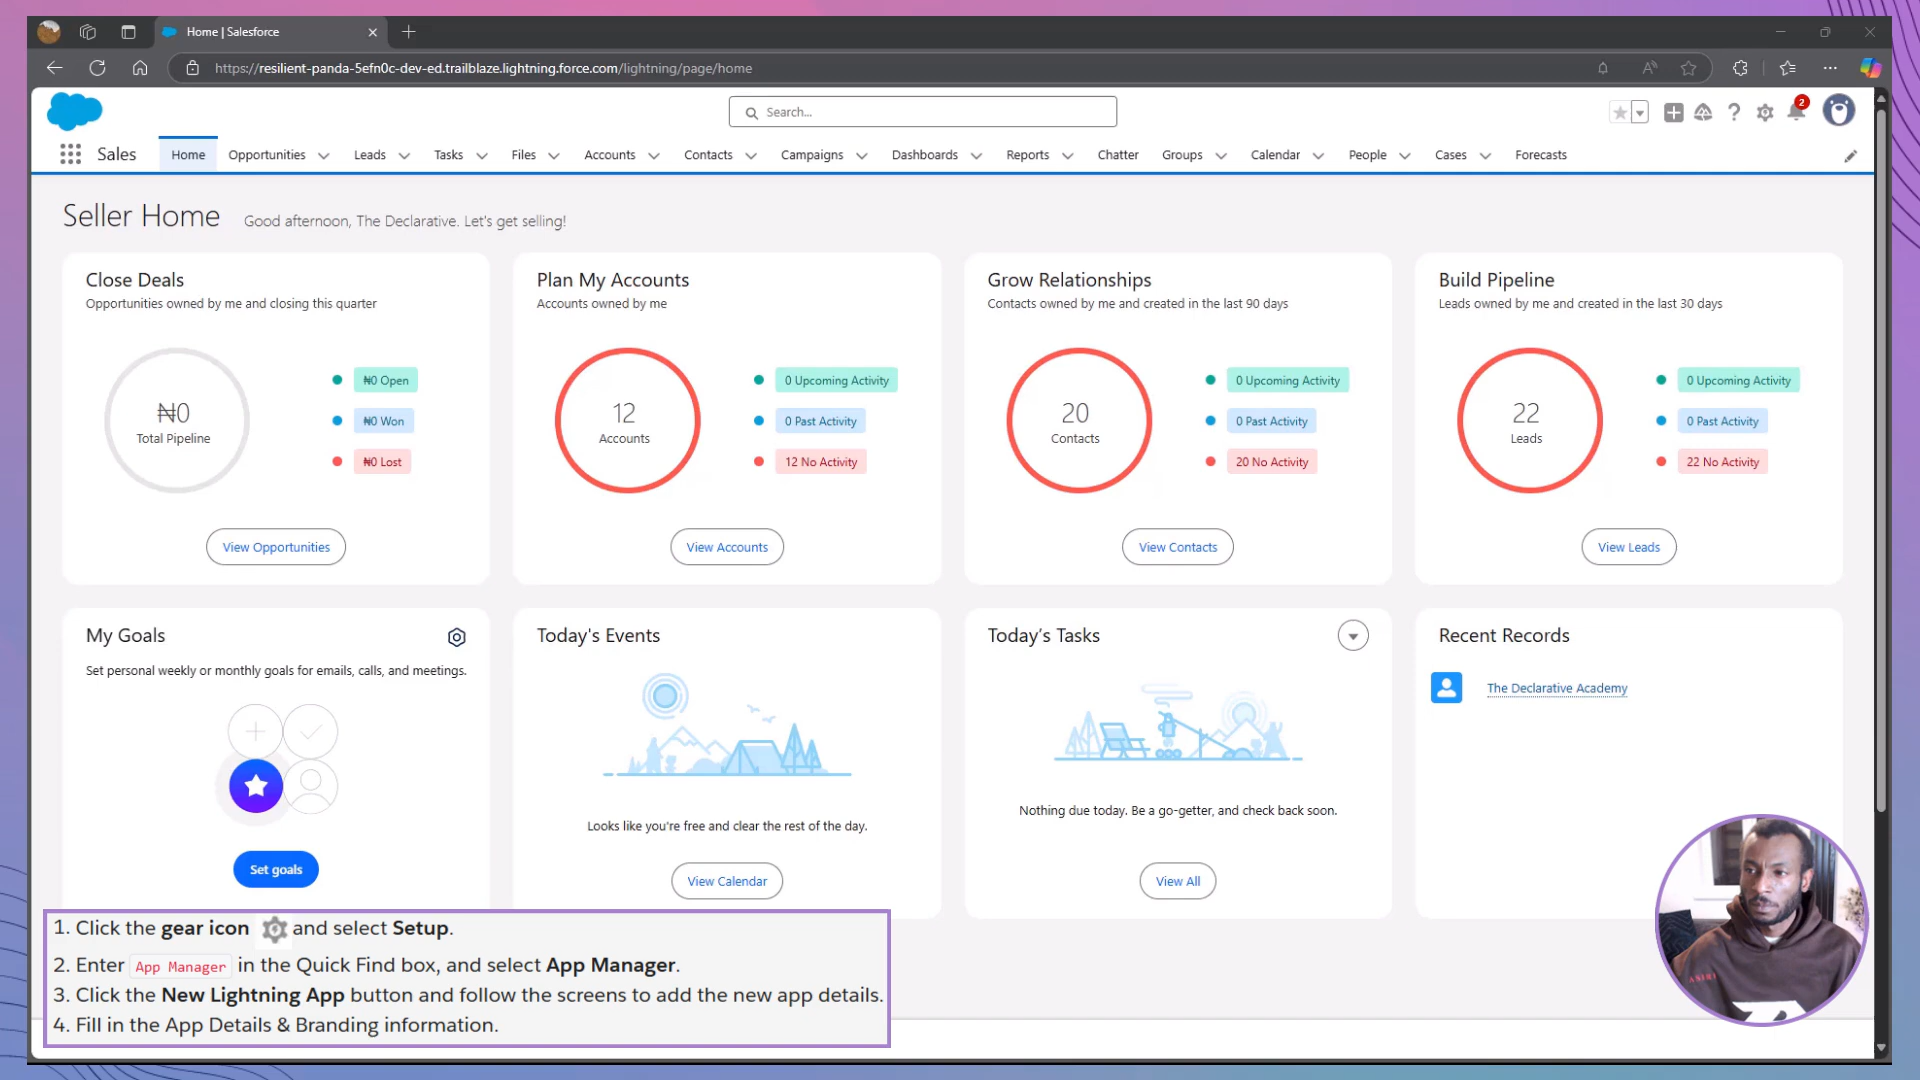 Home | Salesforce
https://resilient-panda-5efn0c-dev-ed.trailblaze.lightning.force.com/lightning/page/home
Search...
2
Sales
Home
Opportunities
Leads
Tasks
Files
Accounts
Contacts
Campaigns
Dashboards
Reports
Chatter
Groups
Calendar
People
Cases
Forecasts
Seller Home
Good afternoon, The Declarative. Let's get selling!
Close Deals
Opportunities owned by me and closing this quarter
₦0
Total Pipeline
₦0 Open
₦0 Won
₦0 Lost
View Opportunities
Plan My Accounts
Accounts owned by me
12
Accounts
0 Upcoming Activity
0 Past Activity
12 No Activity
View Accounts
Grow Relationships
Contacts owned by me and created in the last 90 days
20
Contacts
0 Upcoming Activity
0 Past Activity
20 No Activity
View Contacts
Build Pipeline
Leads owned by me and created in the last 30 days
22
Leads
0 Upcoming Activity
0 Past Activity
22 No Activity
View Leads
My Goals
Set personal weekly or monthly goals for emails, calls, and meetings.
Set goals
Today's Events
Looks like you're free and clear the rest of the day.
View Calendar
Today's Tasks
Nothing due today. Be a go-getter, and check back soon.
View All
Recent Records
The Declarative Academy
1. Click the gear icon and select Setup.
2. Enter App Manager in the Quick Find box, and select App Manager.
3. Click the New Lightning App button and follow the screens to add the new app details.
4. Fill in the App Details & Branding information.